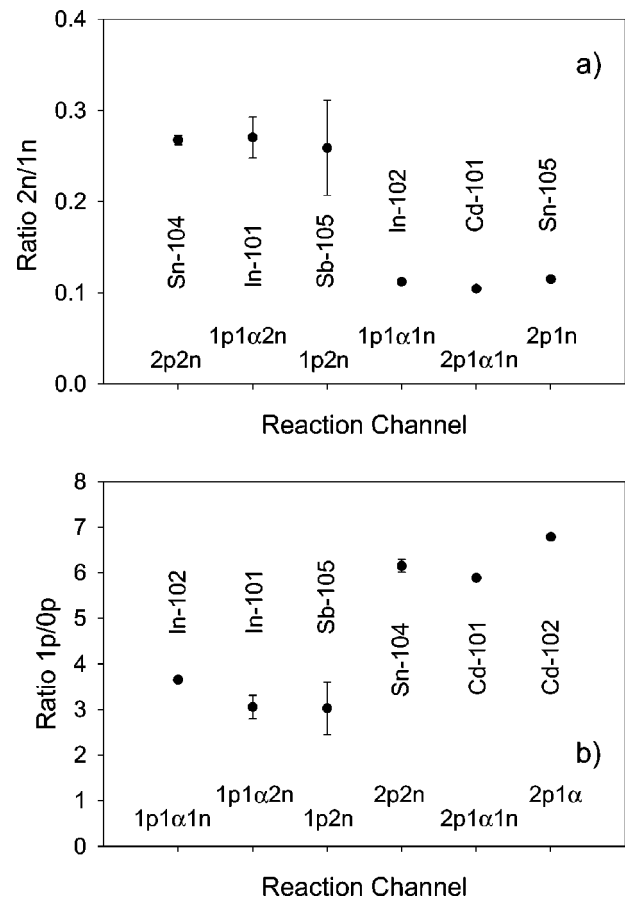 0.4
a)
0.3
Ratio 2n/1n
0.2
Sn-104
In-101
Sb-105
In-102
Cd-101
Sn-105
0.1
1p1α2n
1p1α1n
2p1n
2p2n
1p2n
2p1α1n
0.0
Reaction Channel
8
7
6
5
Ratio 1p/0p
4
3
2
1
0
In-102
In-101
Sb-105
Sn-104
Cd-101
Cd-102
b)
1p1α2n
2p2n
2p1α
1p1α1n
1p2n
2p1α1n
Reaction Channel